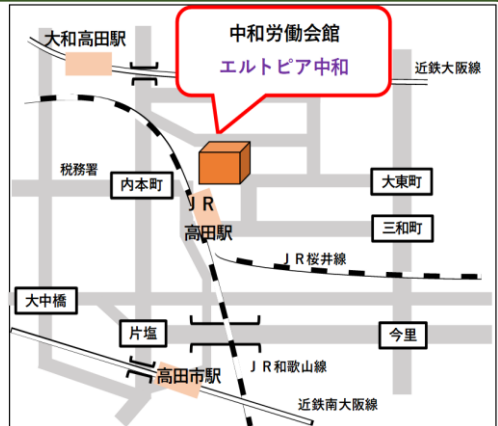 中和労働会館
エルトピア中和
大和高田駅
近鉄大阪線
税務署
内本町
大東町
ＪＲ
高田駅
三和町
ＪＲ桜井線
大中橋
片塩
今里
ＪＲ和歌山線
高田市駅
近鉄南大阪線